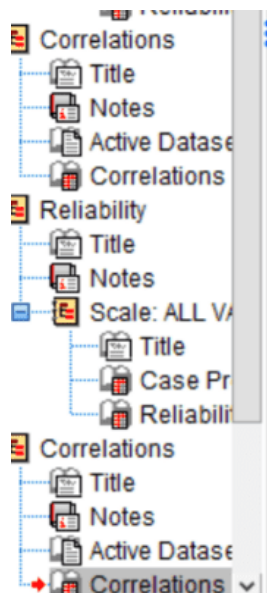 Correlations
Title
Notes
Active Datase
Correlations
Reliability
Title
Notes
Scale: ALL VA
Title
Case Pr
Reliabilit
Correlations
Title
Notes
Active Datase
Correlations